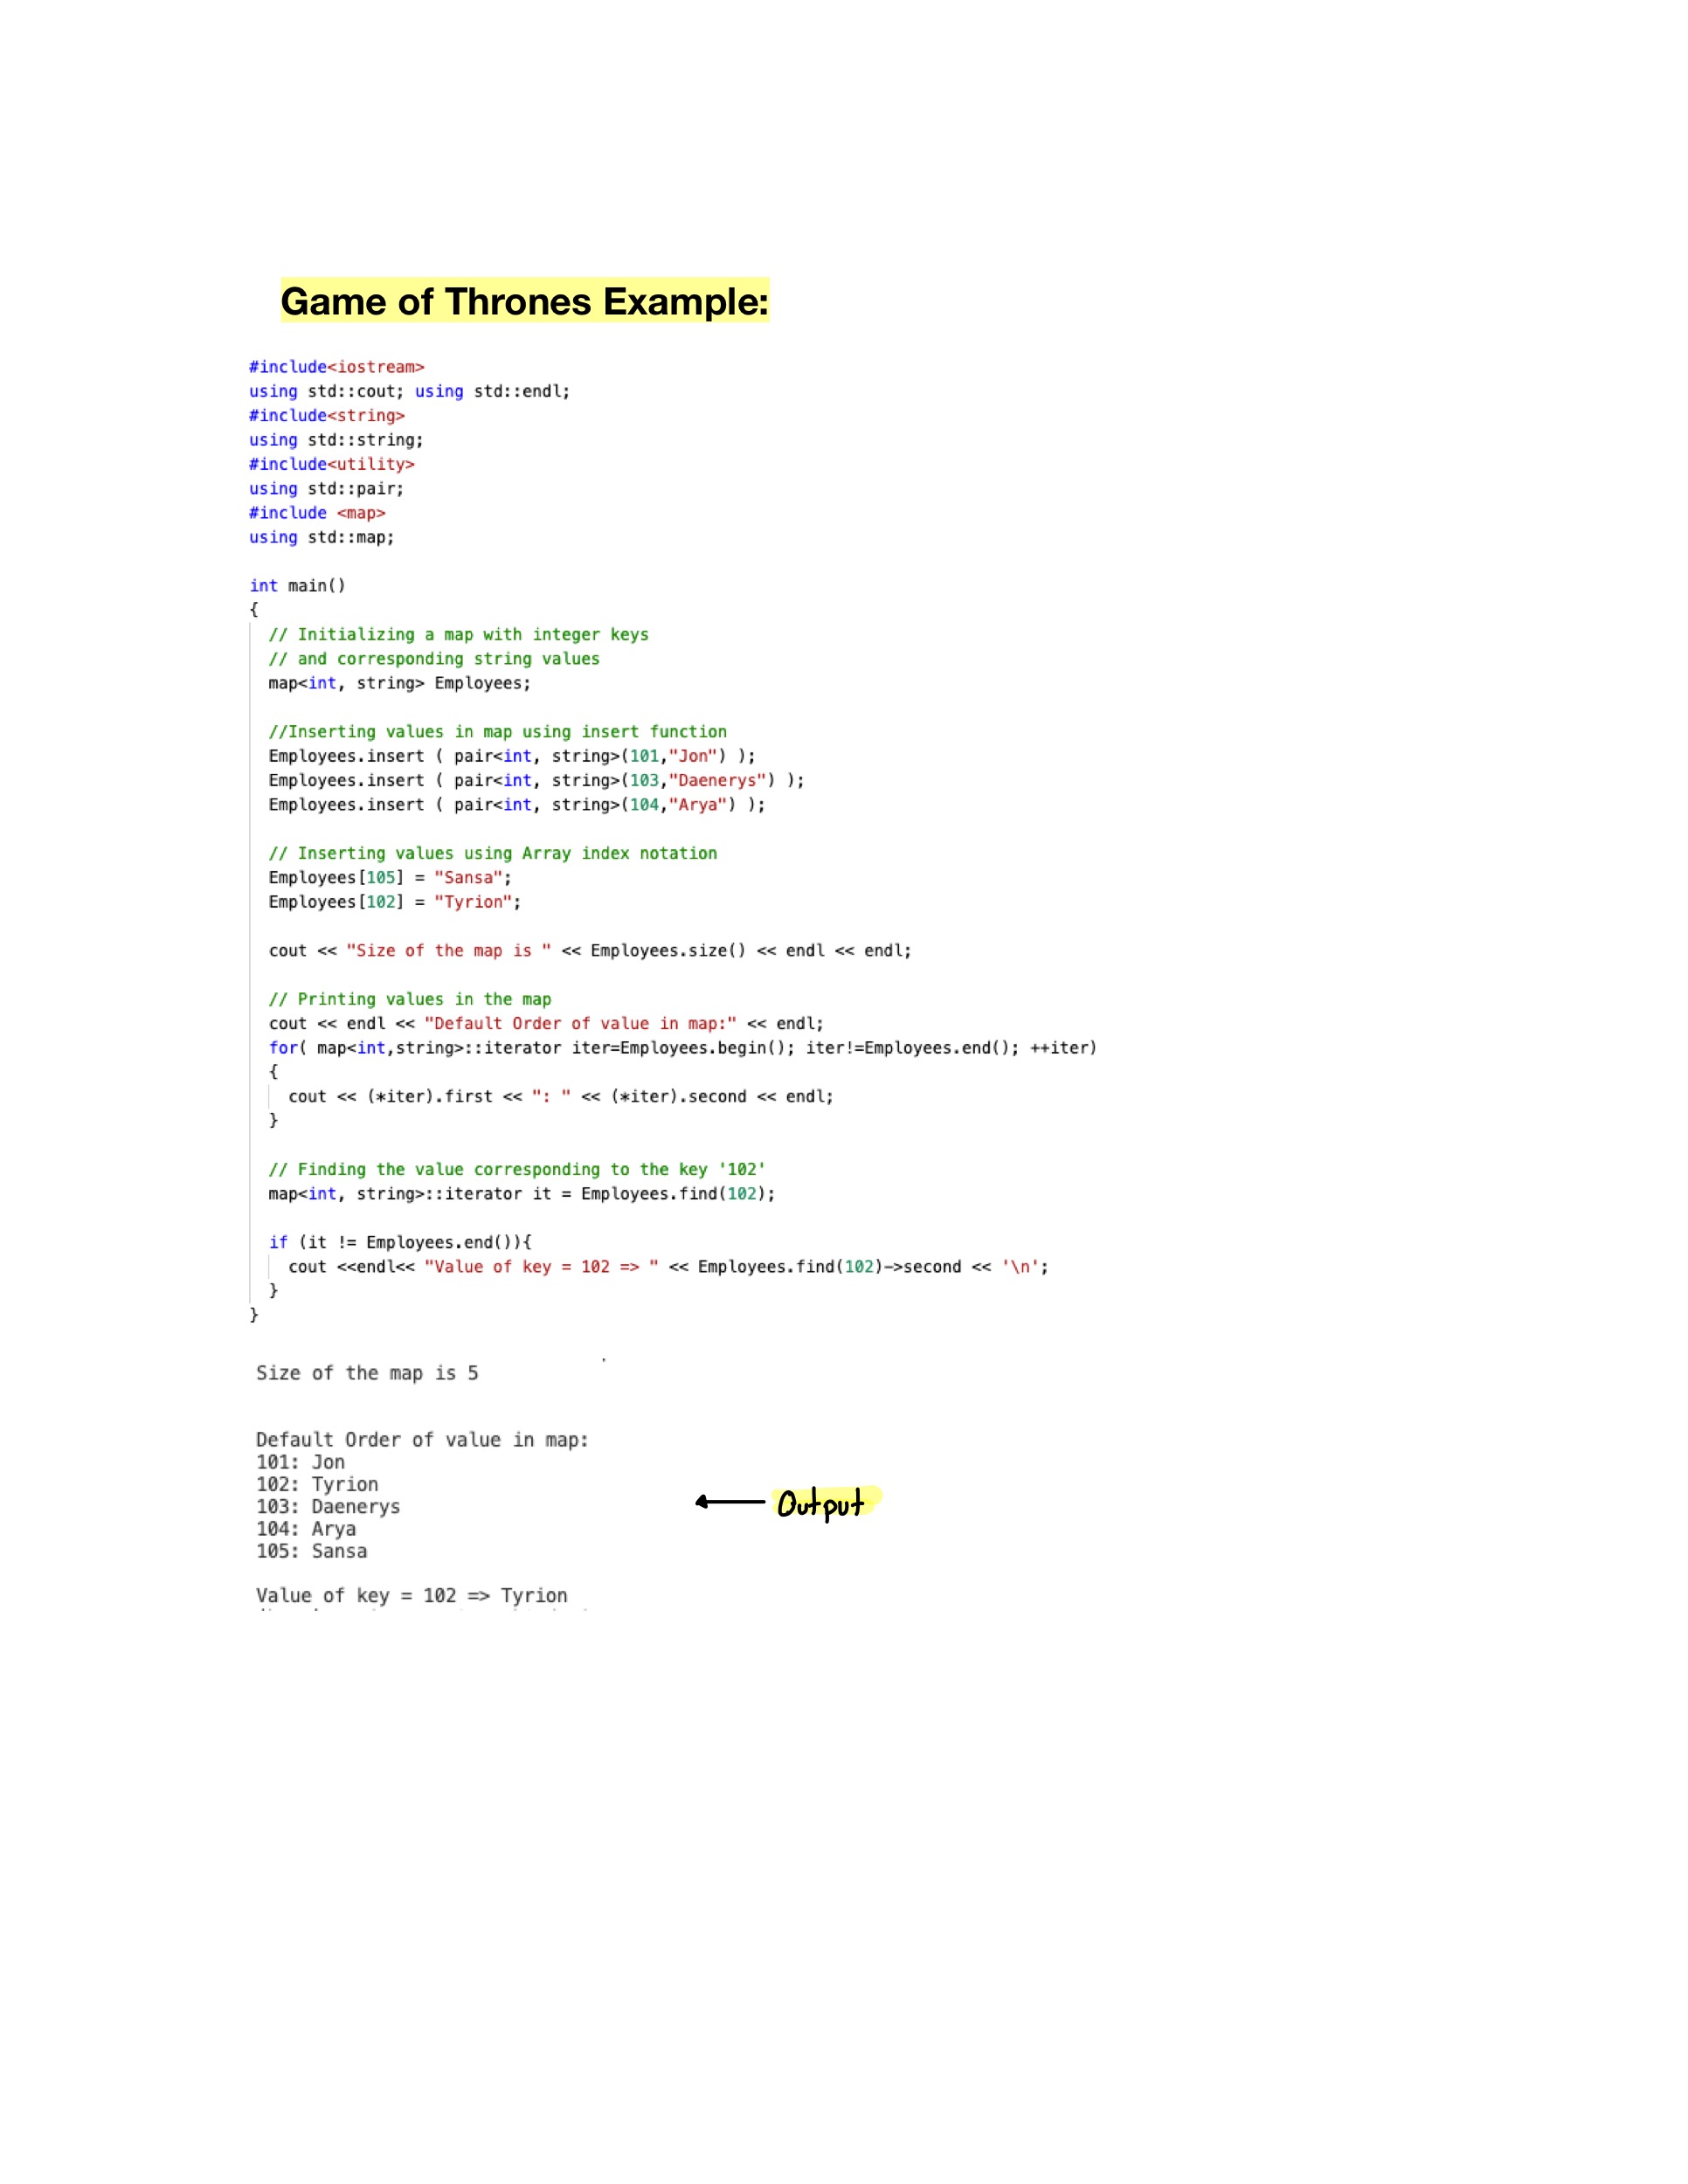 Game of Thrones Example:
#include<iostream>
using std::cout; using std::endl;
#include<string>
using std::string;
#include<utility>
using std::pair;
#include <map>
using std::map;
int main()
{
// Initializing a map with integer keys
// and corresponding string values
map<int, string> Employees;
//Inserting values in map using insert function
Employees.insert ( pair<int, string>(101,"Jon") );
Employees.insert ( pair<int, string>(103,"Daenerys") );
Employees.insert ( pair<int, string>(104,"Arya") );
// Inserting values using Array index notation
Employees[105] = "Sansa";
Employees[102] = "Tyrion";
cout << "Size of the map is " << Employees.size() << endl << endl;
// Printing values in the map
cout << endl << "Default Order of value in map:" << endl;
for( map<int,string>::iterator iter=Employees.begin(); iter!=Employees.end(); ++iter)
{
cout << (*iter).first << ": " << (*iter).second << endl;
}
// Finding the value corresponding to the key '102'
map<int, string>::iterator it = Employees.find(102);
if (it != Employees.end()){
cout <<endl<< "Value of key = 102 => " << Employees.find(102)->second << '\n';
}
}
Size of the map is 5
Default Order of value in map:
101: Jon
102: Tyrion
103: Daenerys
Output
104: Arya
105: Sansa
Value of key = 102 => Tyrion